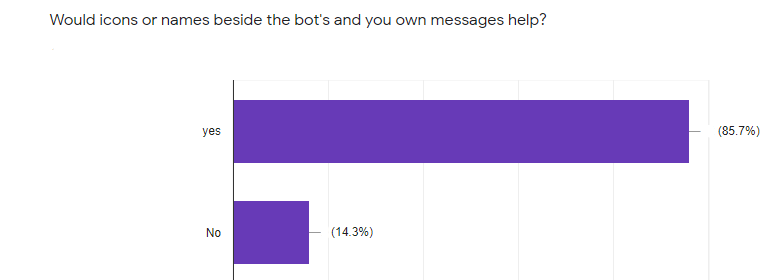 Would icons or names beside the bot's and you own messages help?
yes
(85.7%)
No
(14.3%)